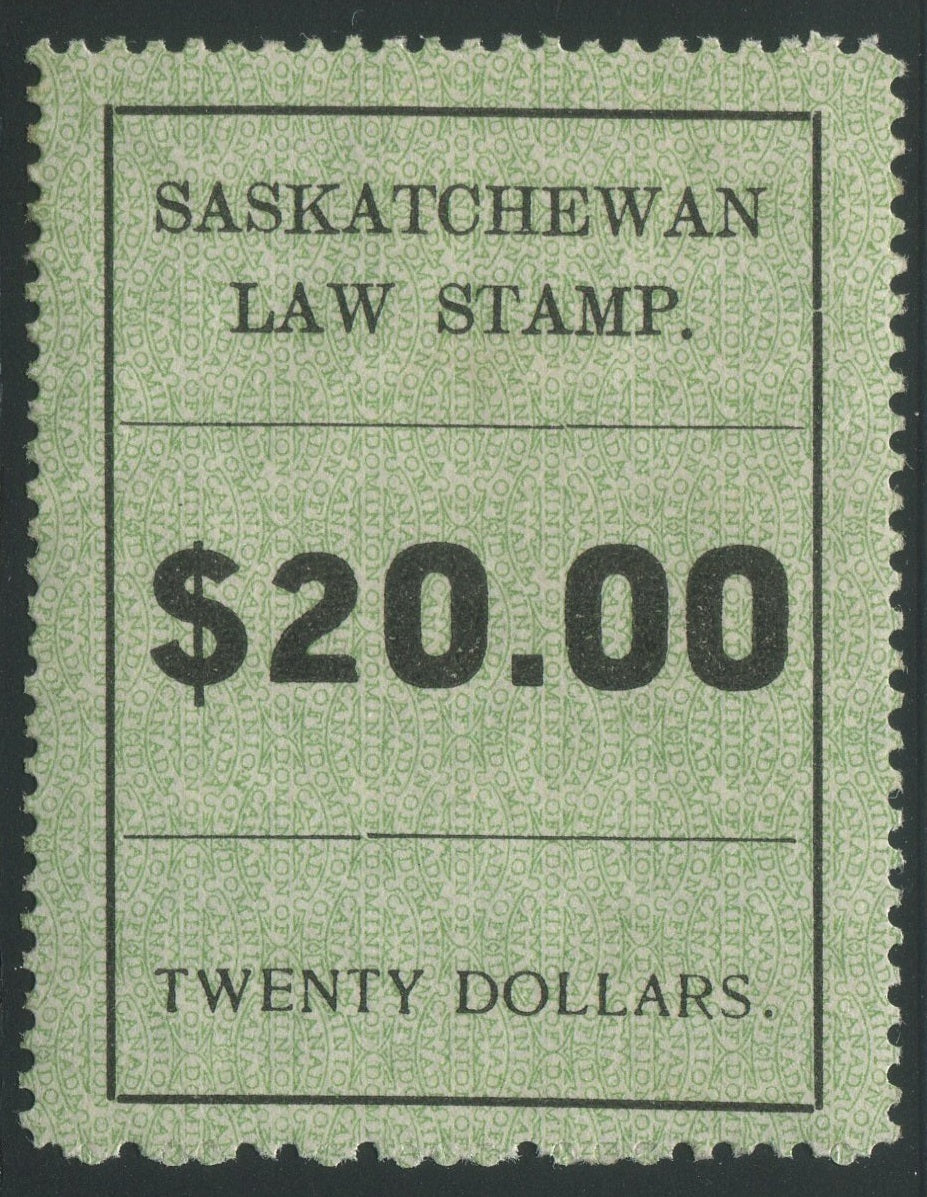 SASKATCHEWAN
LAW STAMP.
$20.00
TWENTY DOLLARS.